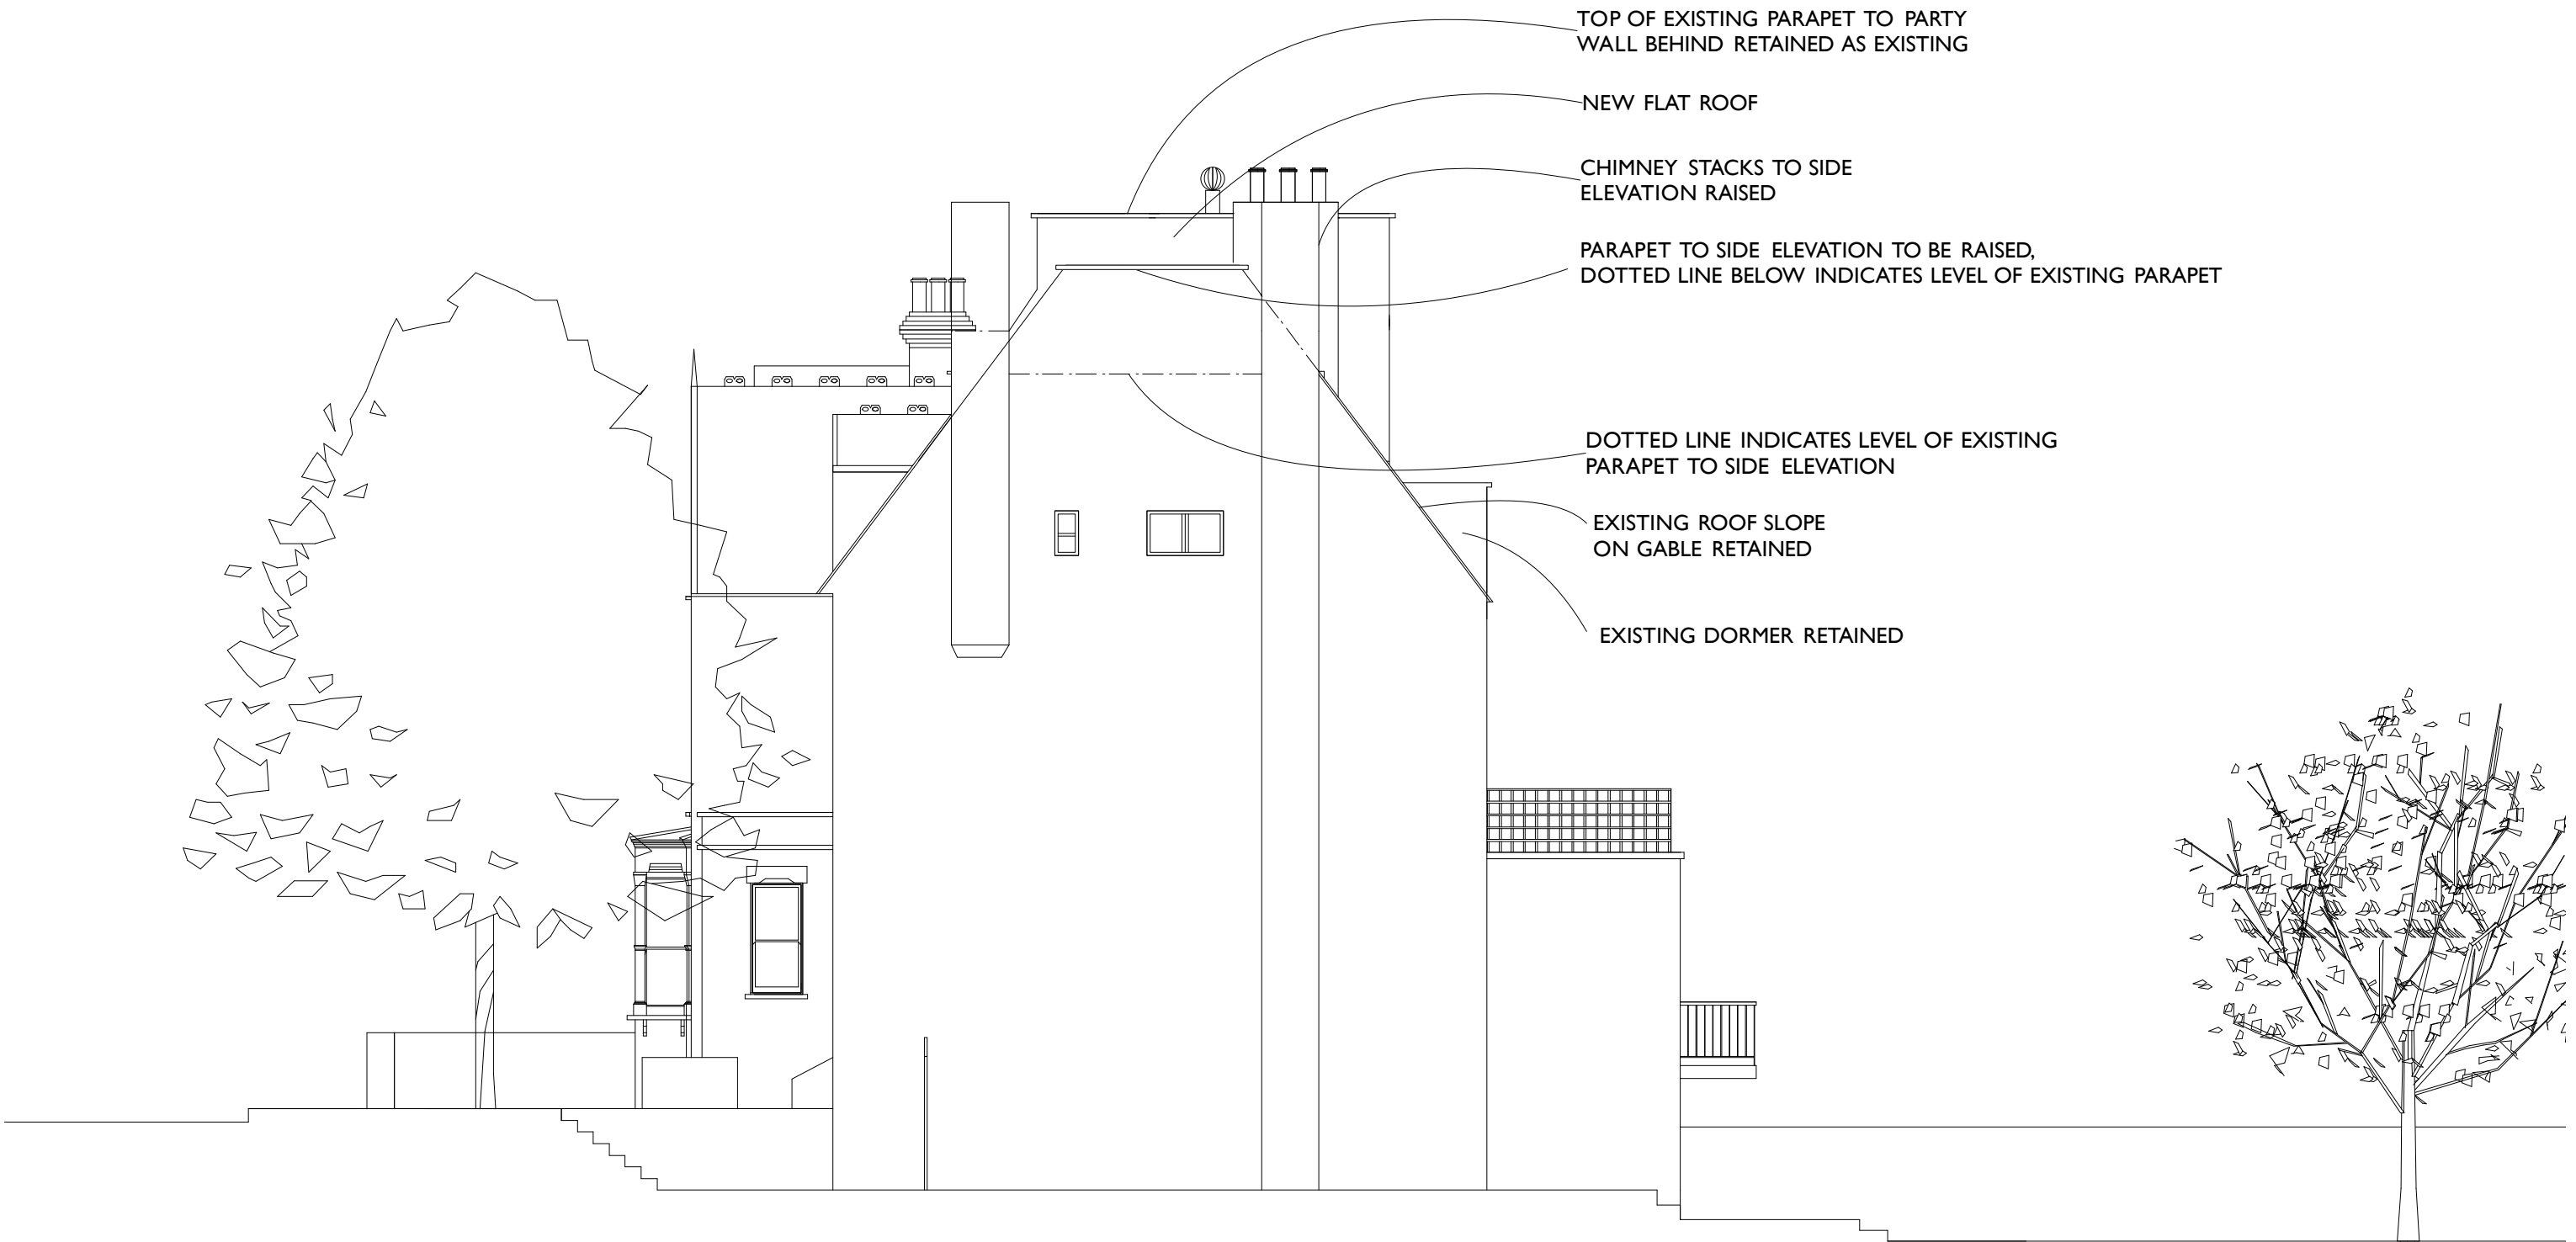 TOP OF EXISTING PARAPET TO PARTY
WALL BEHIND RETAINED AS EXISTING
NEW FLAT ROOF
CHIMNEY STACKS TO SIDE
ELEVATION RAISED
PARAPET TO SIDE ELEVATION TO BE RAISED,
DOTTED LINE BELOW INDICATES LEVEL OF EXISTING PARAPET
DOTTED LINE INDICATES LEVEL OF EXISTING
PARAPET TO SIDE ELEVATION
EXISTING ROOF SLOPE
ON GABLE RETAINED
EXISTING DORMER RETAINED